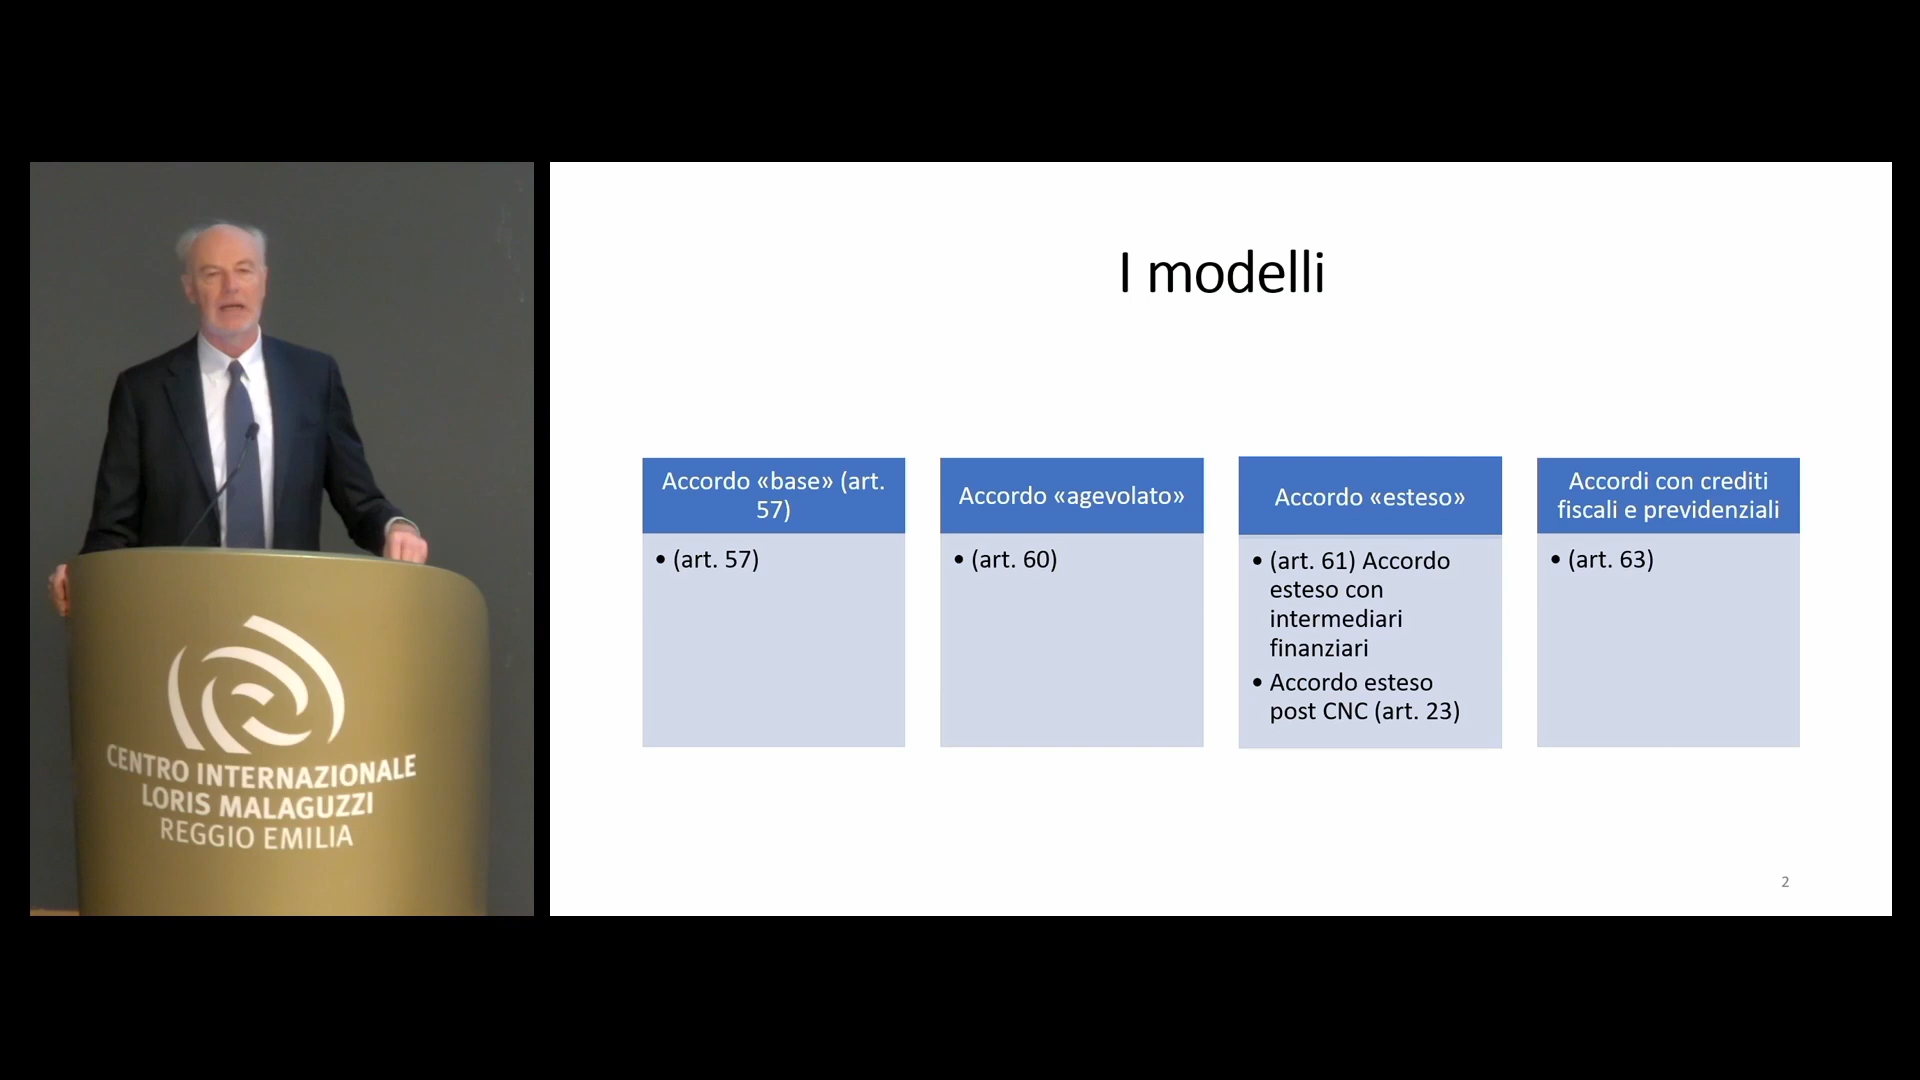 I modelli
Accordo «base» (art.
57)
• (art. 57)
Accordo «agevolato»
• (art. 60)
Accordo «esteso»
• (art. 61) Accordo
esteso con
intermediari
finanziari
• Accordo esteso
post CNC (art. 23)
Accordi con crediti
fiscali e previdenziali
• (art. 63)
2
CENTRO INTERNAZIONALE
LORIS MALAGUZZI
REGGIO EMILIA